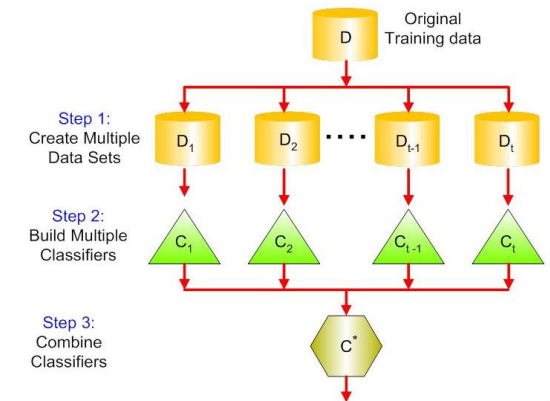 Original
Training data
D
Step 1:
Create Multiple
Data Sets
D1
D2
....
Dt-1
Dt
Step 2:
Build Multiple
Classifiers
C1
C2
Ct -1
Ct
Step 3:
Combine
Classifiers
C*